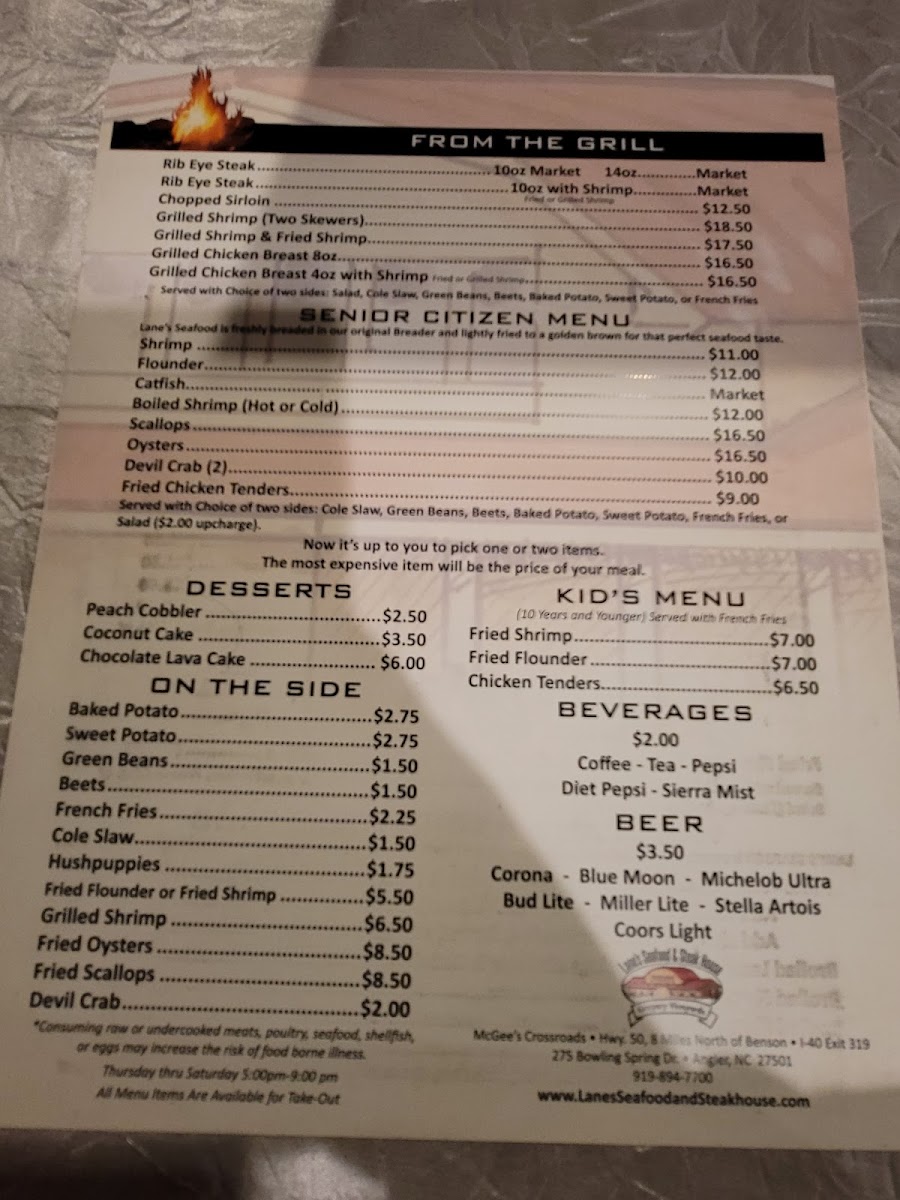 FROM THE GRILL
Rib Eye Steak..........10oz Market 14oz..........Market
Rib Eye Steak..........10oz with Shrimp..........Market
Fried or Grilled Shrimp
Chopped Sirloin .......... $12.50
Grilled Shrimp (Two Skewers).......... $18.50
Grilled Shrimp & Fried Shrimp.......... $17.50
Grilled Chicken Breast 8oz.......... $16.50
Grilled Chicken Breast 4oz with Shrimp Fried or Grilled Shrimp.......... $16.50
Served with Choice of two sides: Salad, Cole Slaw, Green Beans, Beets, Baked Potato, Sweet Potato, or French Fries
SENIOR CITIZEN MENU
Lane's Seafood is freshly breaded in our original Breader and lightly fried to a golden brown for that perfect seafood taste.
Shrimp .......... $11.00
Flounder.......... $12.00
Catfish.......... Market
Boiled Shrimp (Hot or Cold).......... $12.00
Scallops.......... $16.50
Oysters.......... $16.50
Devil Crab (2).......... $10.00
Fried Chicken Tenders.......... $9.00
Served with Choice of two sides: Cole Slaw, Green Beans, Beets, Baked Potato, Sweet Potato, French Fries, or
Salad ($2.00 upcharge).
Now it's up to you to pick one or two items.
The most expensive item will be the price of your meal.
DESSERTS
Peach Cobbler ..........$2.50
Coconut Cake ..........$3.50
Chocolate Lava Cake .......... $6.00
ON THE SIDE
Baked Potato..........$2.75
Sweet Potato..........$2.75
Green Beans..........$1.50
Beets..........$1.50
French Fries..........$2.25
Cole Slaw..........$1.50
Hushpuppies ..........$1.75
Fried Flounder or Fried Shrimp ..........$5.50
Grilled Shrimp ..........$6.50
Fried Oysters ..........$8.50
Fried Scallops ..........$8.50
Devil Crab..........$2.00
*Consuming raw or undercooked meats, poultry, seafood, shellfish,
or eggs may increase the risk of food borne illness.
Thursday thru Saturday 5:00pm-9:00 pm
All Menu Items Are Available for Take-Out
KID'S MENU
(10 Years and Younger) Served with French Fries
Fried Shrimp..........$7.00
Fried Flounder..........$7.00
Chicken Tenders..........$6.50
BEVERAGES
$2.00
Coffee - Tea - Pepsi
Diet Pepsi - Sierra Mist
BEER
$3.50
Corona - Blue Moon - Michelob Ultra
Bud Lite - Miller Lite - Stella Artois
Coors Light
Lane's Seafood & Steak House
McGee's Crossroads • Hwy. 50, 8 Miles North of Benson • I-40 Exit 319
275 Bowling Spring Dr. • Angier, NC 27501
919-894-7700
www.LanesSeafoodandSteakhouse.com